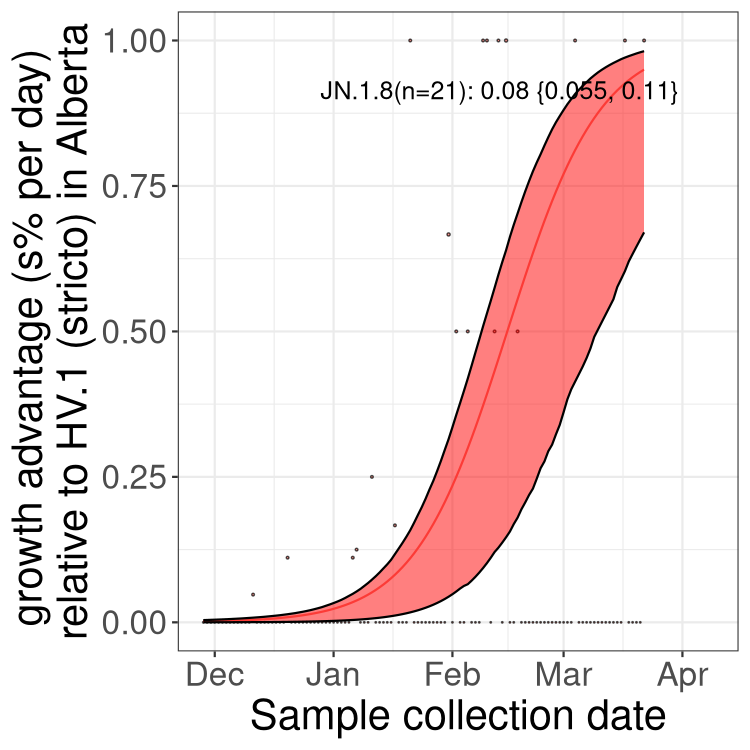 growth advantage (s% per day)
relative to HV.1 (stricto) in Alberta
1.00
0.75
0.50
0.25
0.00
JN.1.8(n=21): 0.08 {0.055, 0.11}
Dec Jan Feb Mar Apr
Sample collection date